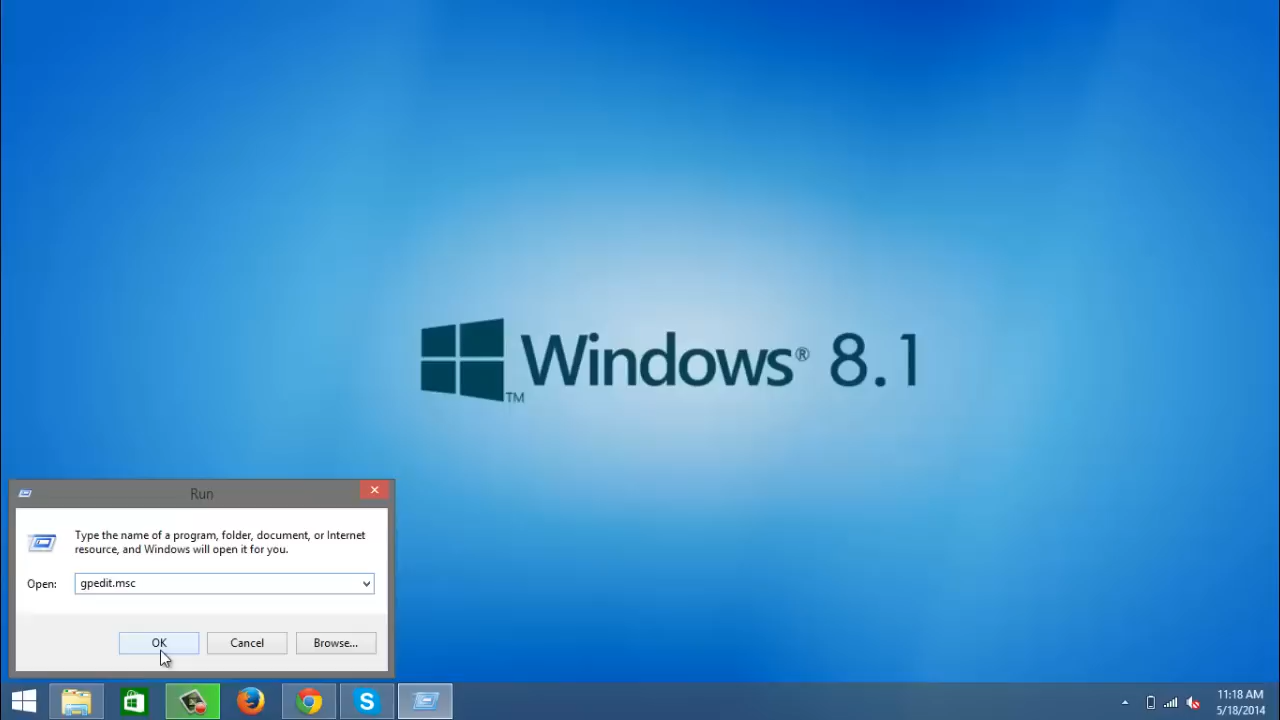 Windows® 8.1
TM
Run
Type the name of a program, folder, document, or Internet
resource, and Windows will open it for you.
Open: gpedit.msc
OK Cancel Browse...
S
11:18 AM
5/18/2014